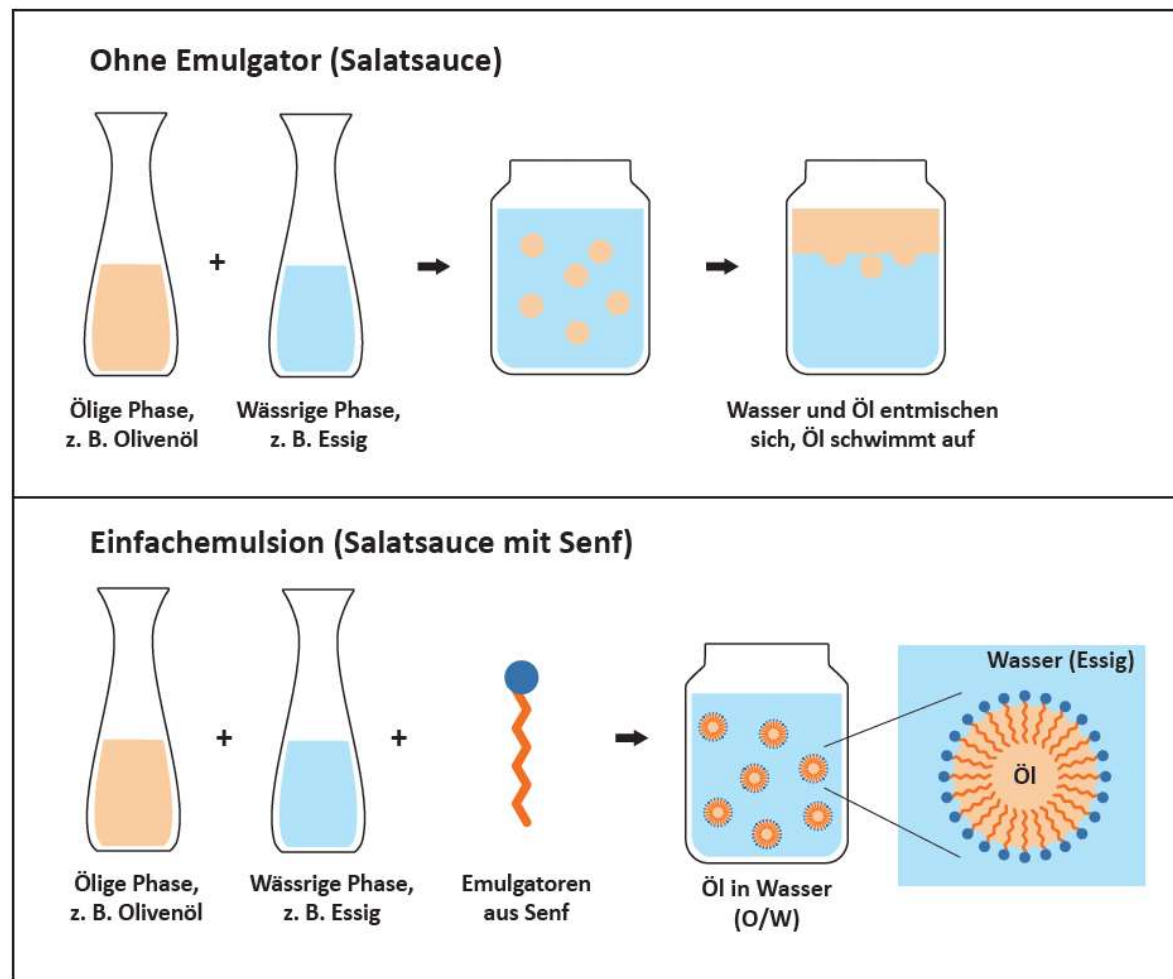 Ohne Emulgator (Salatsauce)
+
Ölige Phase,
z. B. Olivenöl
Wässrige Phase,
z. B. Essig
Wasser und Öl entmischen
sich, Öl schwimmt auf
Einfachemulsion (Salatsauce mit Senf)
+
+
Wasser (Essig)
Öl
Ölige Phase,
z. B. Olivenöl
Wässrige Phase,
z. B. Essig
Emulgatoren
aus Senf
Öl in Wasser
(O/W)